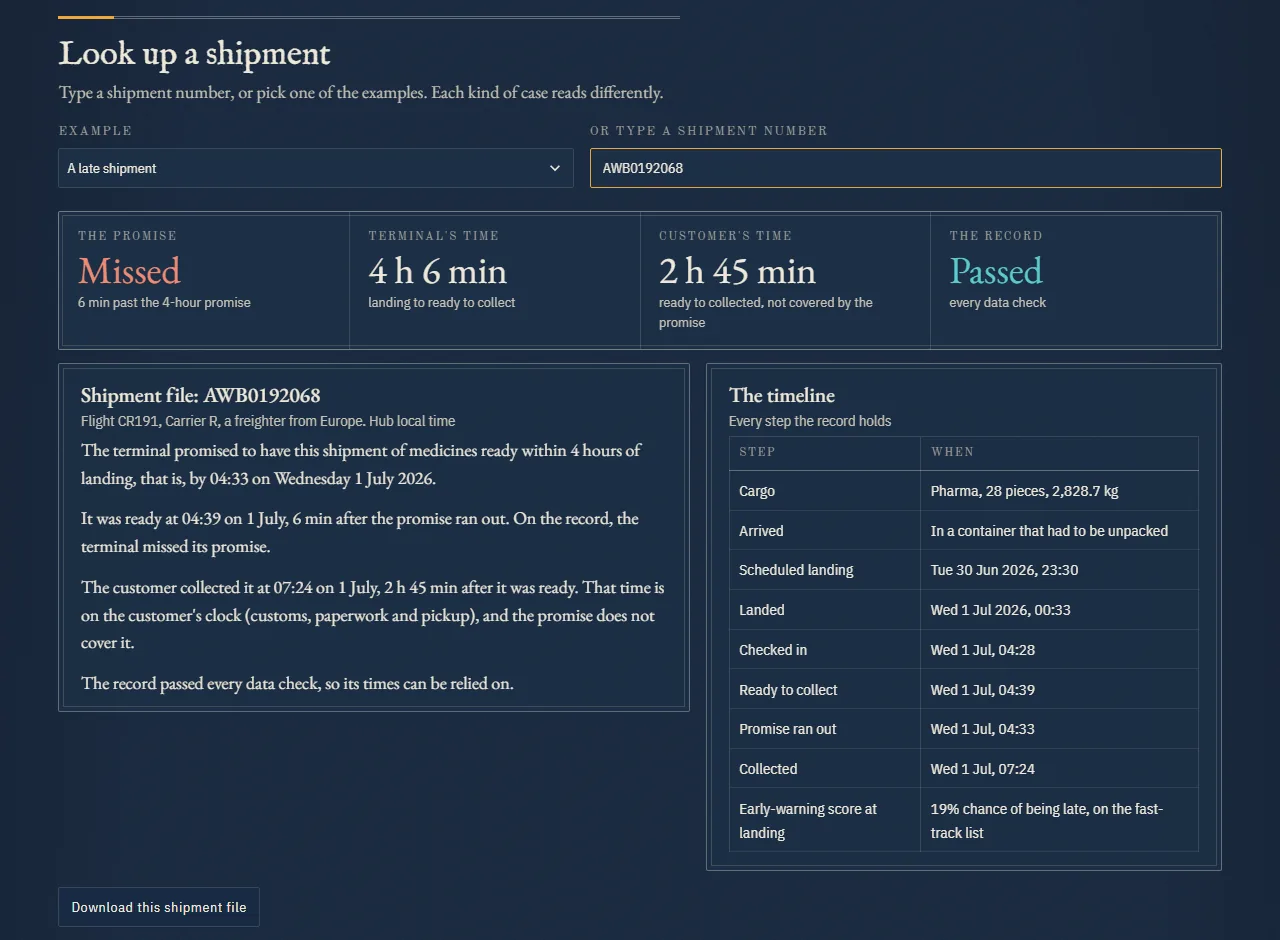 Look up a shipment
Type a shipment number, or pick one of the examples. Each kind of case reads differently.
EXAMPLE
OR TYPE A SHIPMENT NUMBER
A late shipment
AWB0192068
THE PROMISE
Missed
6 min past the 4-hour promise
TERMINAL'S TIME
4 h 6 min
landing to ready to collect
CUSTOMER'S TIME
2 h 45 min
ready to collected, not covered by the
promise
THE RECORD
Passed
every data check
Shipment file: AWB0192068
Flight CR191, Carrier R, a freighter from Europe. Hub local time
The terminal promised to have this shipment of medicines ready within 4 hours of
landing, that is, by 04:33 on Wednesday 1 July 2026.
It was ready at 04:39 on 1 July, 6 min after the promise ran out. On the record, the
terminal missed its promise.
The customer collected it at 07:24 on 1 July, 2 h 45 min after it was ready. That time is
on the customer's clock (customs, paperwork and pickup), and the promise does not
cover it.
The record passed every data check, so its times can be relied on.
The timeline
Every step the record holds
STEP WHEN
Cargo Pharma, 28 pieces, 2,828.7 kg
Arrived In a container that had to be unpacked
Scheduled landing Tue 30 Jun 2026, 23:30
Landed Wed 1 Jul 2026, 00:33
Checked in Wed 1 Jul, 04:28
Ready to collect Wed 1 Jul, 04:39
Promise ran out Wed 1 Jul, 04:33
Collected Wed 1 Jul, 07:24
Early-warning score at
landing
19% chance of being late, on the fast-
track list
Download this shipment file